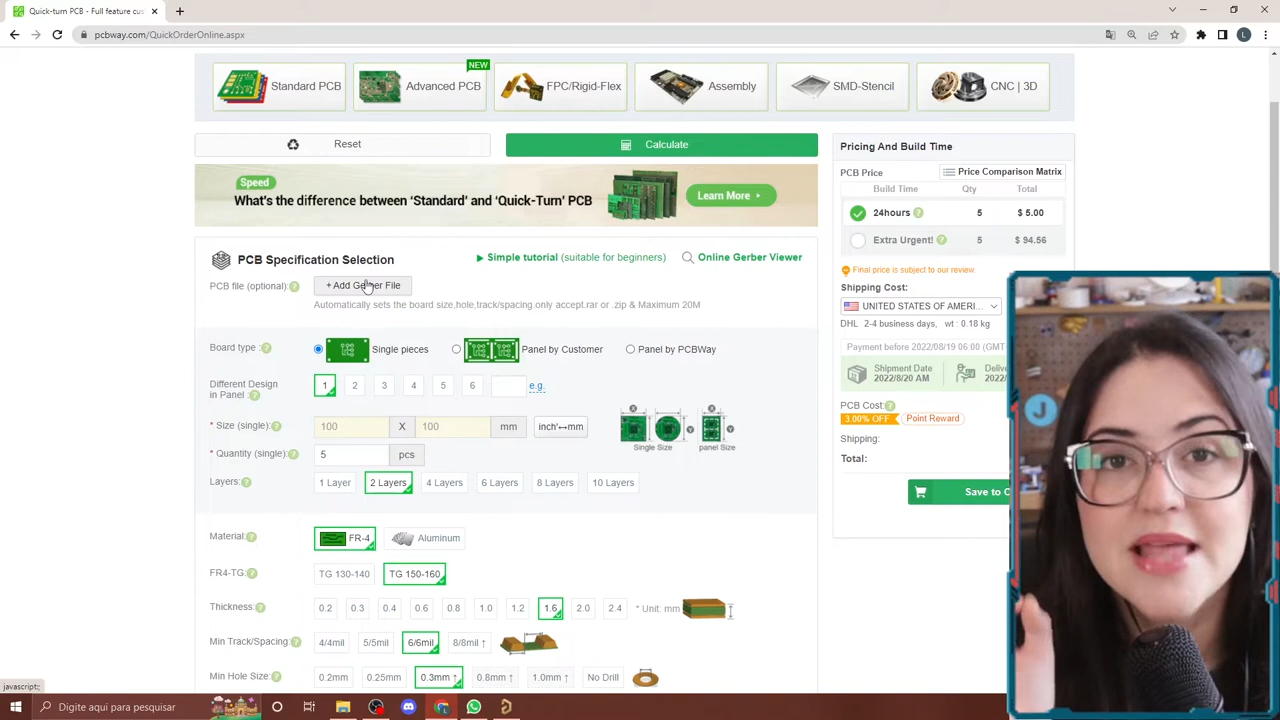 Quick-turn PCB - Full feature cus
pcbway.com/QuickOrderOnline.aspx
L
Standard PCB
NEW
Advanced PCB
FPC/Rigid-Flex
Assembly
SMD-Stencil
CNC | 3D
Reset
Calculate
Pricing And Build Time
PCB Price
Price Comparison Matrix
Build Time Qty Total
24hours ? 5 $ 5.00
Extra Urgent! ? 5 $ 94.56
Final price is subject to our review.
Shipping Cost:
UNITED STATES OF AMERI...
DHL 2-4 business days, wt : 0.18 kg
Payment before 2022/08/19 06:00 (GMT
Shipment Day
2022/8/20 AM
2022/
PCB Cost: ?
3.00% OFF Point Reward
Shipping:
Total:
Save to C
Speed
What's the difference between 'Standard' and 'Quick-Turn' PCB
Learn More
PCB Specification Selection
Simple tutorial (suitable for beginners)
Online Gerber Viewer
PCB file (optional): ?
+ Add Gerber File
Automatically sets the board size,hole,track/spacing.only accept.rar or .zip & Maximum 20M
Board type : ? Single pieces Panel by Customer Panel by PCBWay
Different Design
in Panel : ? 1 2 3 4 5 6 e.g.
* Size (single): ? 100 X 100 mm inch'↔mm
X Y X Y
Single Size panel Size
* Quantity (single): ? 5 pcs
Layers: ? 1 Layer 2 Layers 4 Layers 6 Layers 8 Layers 10 Layers
Material: ? FR-4 Aluminum
FR4-TG: ? TG 130-140 TG 150-160
Thickness: ? 0.2 0.3 0.4 0.6 0.8 1.0 1.2 1.6 2.0 2.4 * Unit: mm
Min Track/Spacing: ? 4/4mil 5/5mil 6/6mil 8/8mil ↑
Min Hole Size: ? 0.2mm 0.25mm 0.3mm ↑ 0.8mm ↑ 1.0mm ↑ No Drill
javascript:;
Digite aqui para pesquisar